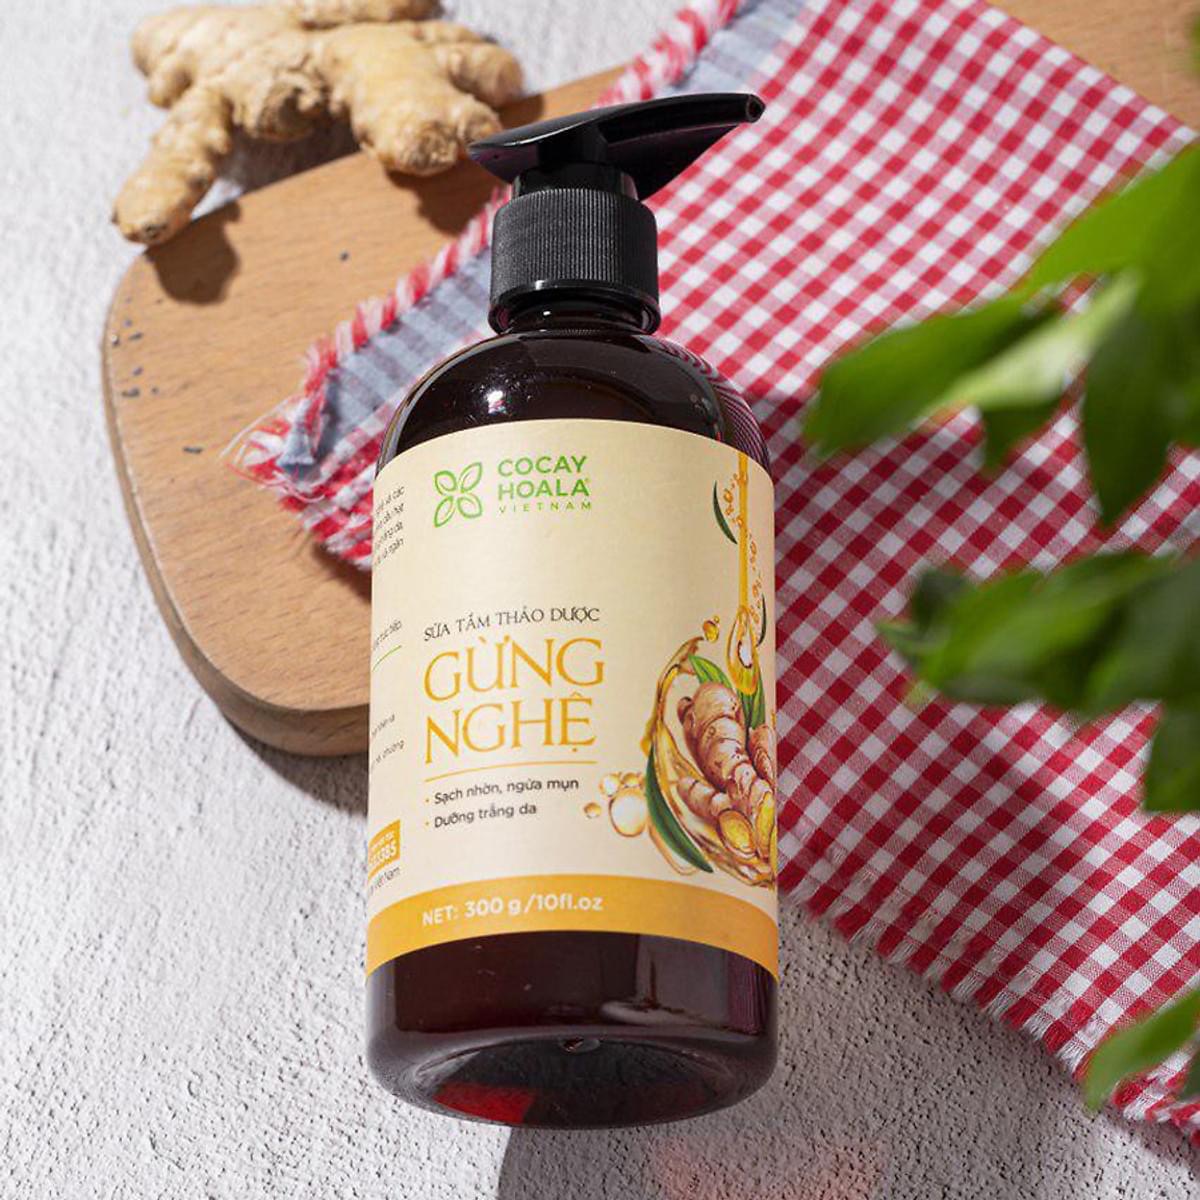 COCAY
HOALA
VIETNAM
SỮA TẮM THẢO DƯỢC
GỪNG
NGHỆ
• Sạch nhờn, ngừa mụn
• Dưỡng trắng da
NET: 300 g/10fl.oz